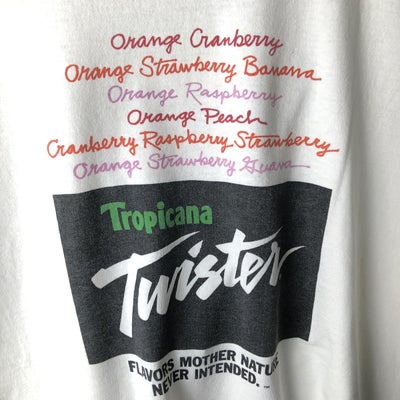 Orange Cranberry
Orange Strawberry Banana
Orange Raspberry
Orange Peach
Cranberry Raspbery Strawberry
Orange Strawberry Guava
Tropicana
Twister
FLAVORS MOTHER NATURE
NEVER INTENDED.